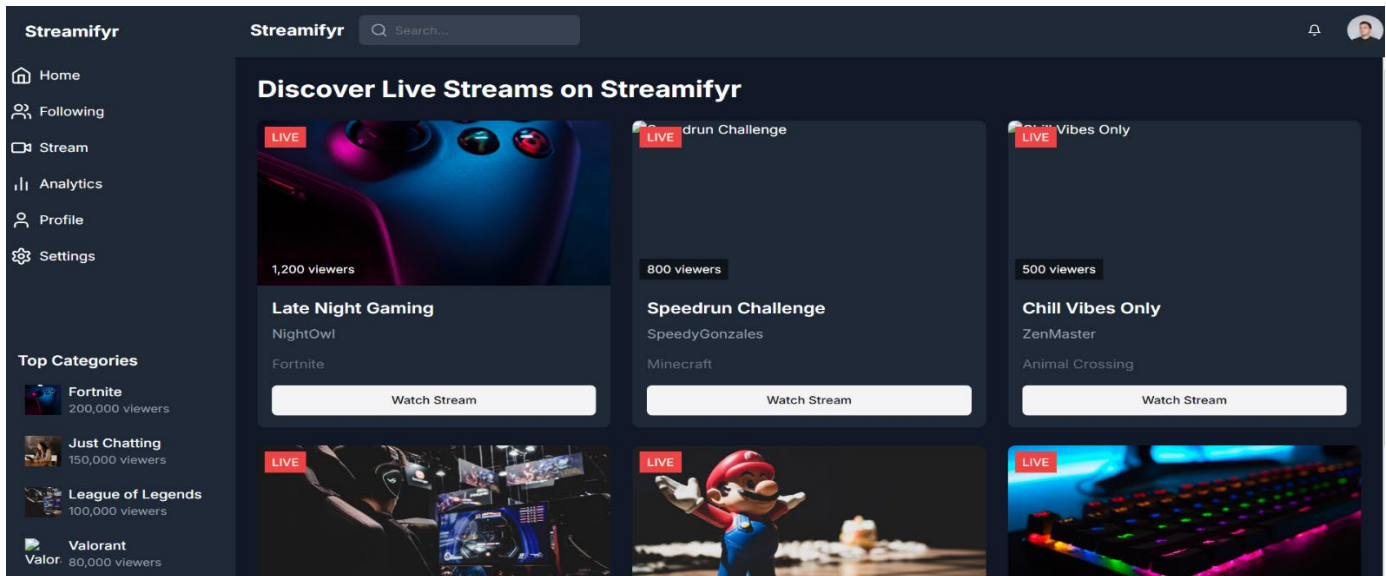 Streamifyr
Home
Following
Stream
Analytics
Profile
Settings
Top Categories
Fortnite
200,000 viewers
Just Chatting
150,000 viewers
League of Legends
100,000 viewers
Valorant
Valor
80,000 viewers
Streamifyr
Search...
Discover Live Streams on Streamifyr
LIVE
1,200 viewers
Late Night Gaming
NightOwl
Fortnite
Watch Stream
drun Challenge
LIVE
800 viewers
Speedrun Challenge
SpeedyGonzales
Minecraft
Watch Stream
Vibes Only
LIVE
500 viewers
Chill Vibes Only
ZenMaster
Animal Crossing
Watch Stream
LIVE
LIVE
LIVE